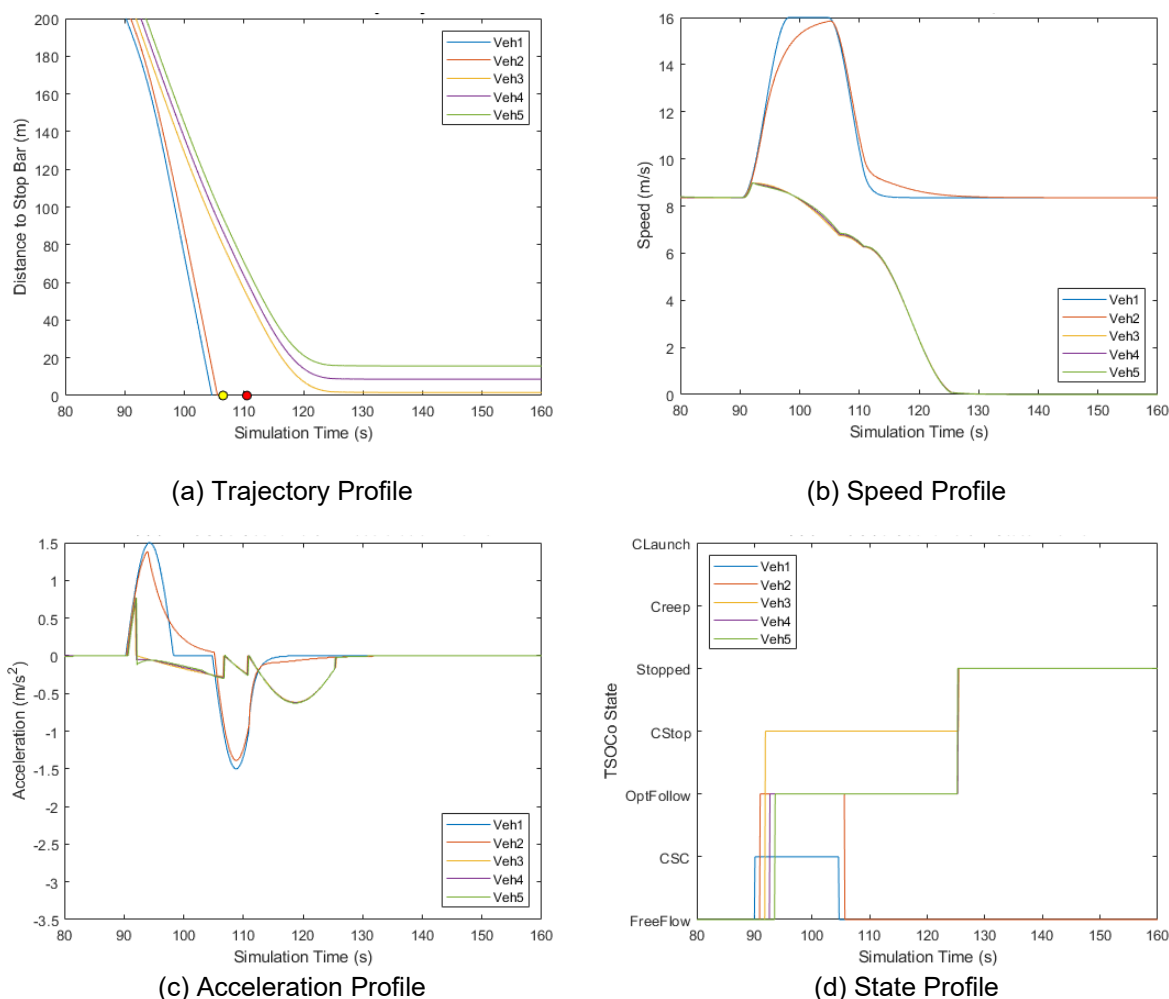 200
180
160
140
120
100
80
60
40
20
0
Distance to Stop Bar (m)
80 90 100 110 120 130 140 150 160
Simulation Time (s)
Veh1
Veh2
Veh3
Veh4
Veh5
(a) Trajectory Profile
16
14
12
10
8
6
4
2
0
Speed (m/s)
80 90 100 110 120 130 140 150 160
Simulation Time (s)
Veh1
Veh2
Veh3
Veh4
Veh5
(b) Speed Profile
1.5
1
0.5
0
-0.5
-1
-1.5
-2
-2.5
-3
-3.5
Acceleration (m/s²)
80 90 100 110 120 130 140 150 160
Simulation Time (s)
Veh1
Veh2
Veh3
Veh4
Veh5
(c) Acceleration Profile
CLaunch
Creep
Stopped
CStop
OptFollow
CSC
FreeFlow
TSOCo State
80 90 100 110 120 130 140 150 160
Simulation Time (s)
Veh1
Veh2
Veh3
Veh4
Veh5
(d) State Profile